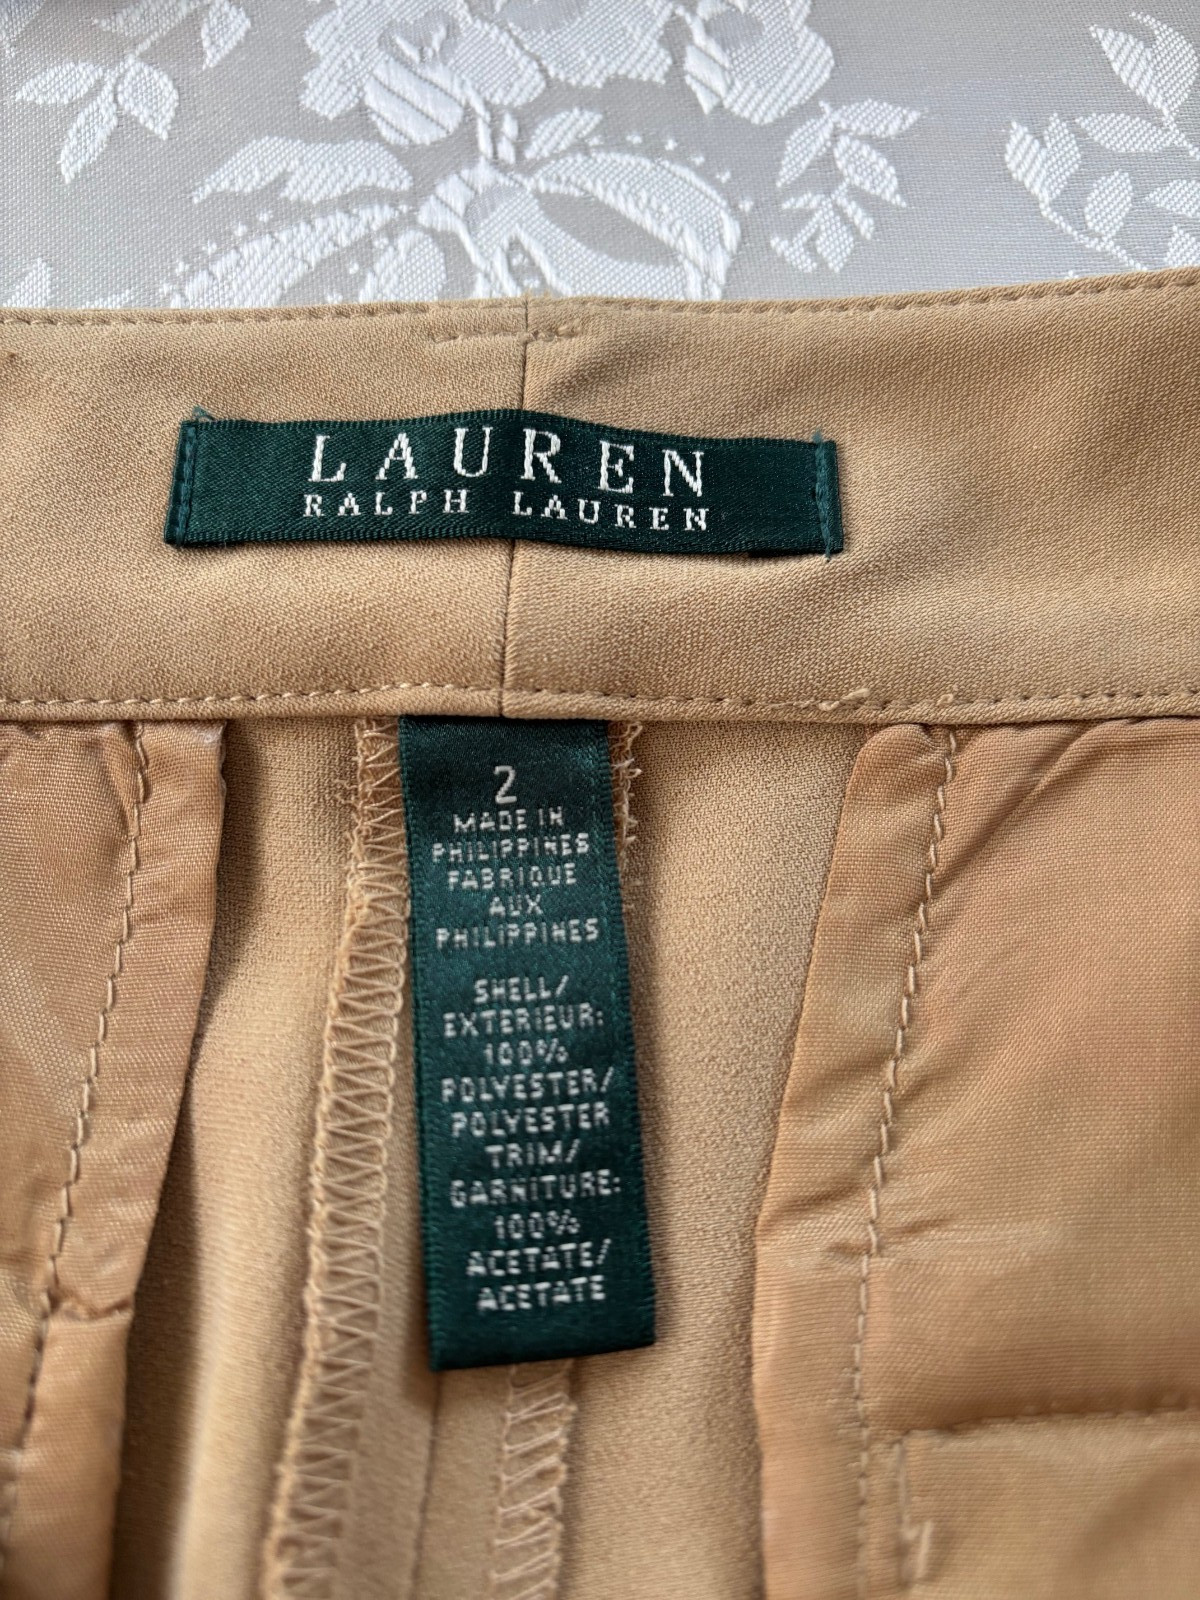 LAUREN
RALPH LAUREN
2
MADE IN
PHILIPPINES
FABRIQUE
AUX
PHILIPPINES
SHELL/
EXTERIEUR:
100%
POLYESTER/
POLYESTER
TRIM/
GARNITURE:
100%
ACETATE/
ACETATE